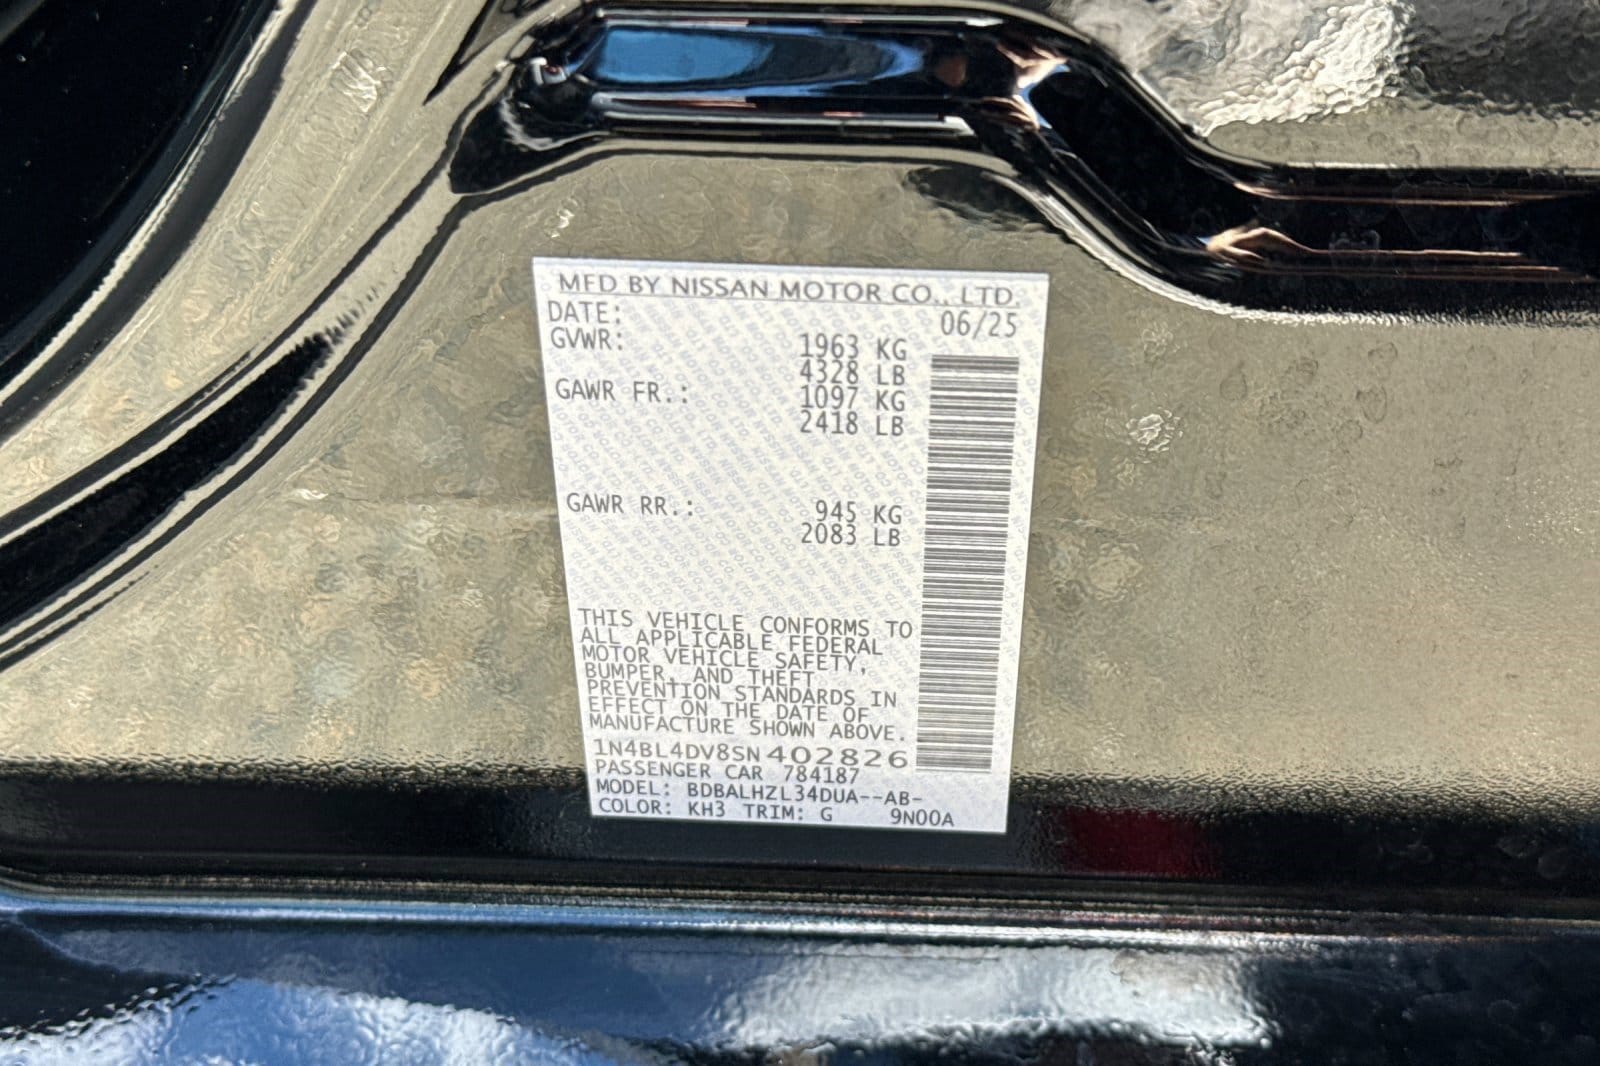 MFD BY NISSAN MOTOR CO., LTD.
DATE: 06/25
GVWR: 1963 KG
4328 LB
GAWR FR.: 1097 KG
2418 LB
GAWR RR.: 945 KG
2083 LB
THIS VEHICLE CONFORMS TO
ALL APPLICABLE FEDERAL
MOTOR VEHICLE SAFETY,
BUMPER, AND THEFT
PREVENTION STANDARDS IN
EFFECT ON THE DATE OF
MANUFACTURE SHOWN ABOVE.
1N4BL4DV8SN402826
PASSENGER CAR 784187
MODEL: BDBALHZL34DUA--AB-
COLOR: KH3 TRIM: G 9N00A